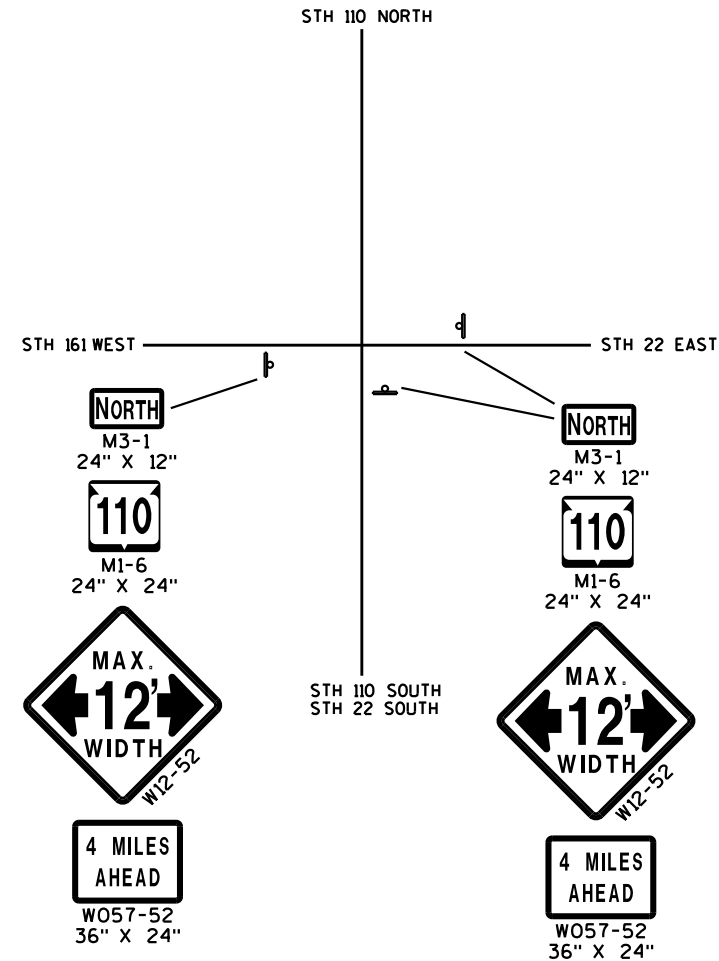 STH 110 NORTH
STH 161 WEST
STH 22 EAST
NORTH
M3-1
24" X 12"
110
M1-6
24" X 24"
MAX.
12'
WIDTH
W12-52
4 MILES
AHEAD
WO57-52
36" X 24"
STH 110 SOUTH
STH 22 SOUTH
NORTH
M3-1
24" X 12"
110
M1-6
24" X 24"
MAX.
12'
WIDTH
W12-52
4 MILES
AHEAD
WO57-52
36" X 24"